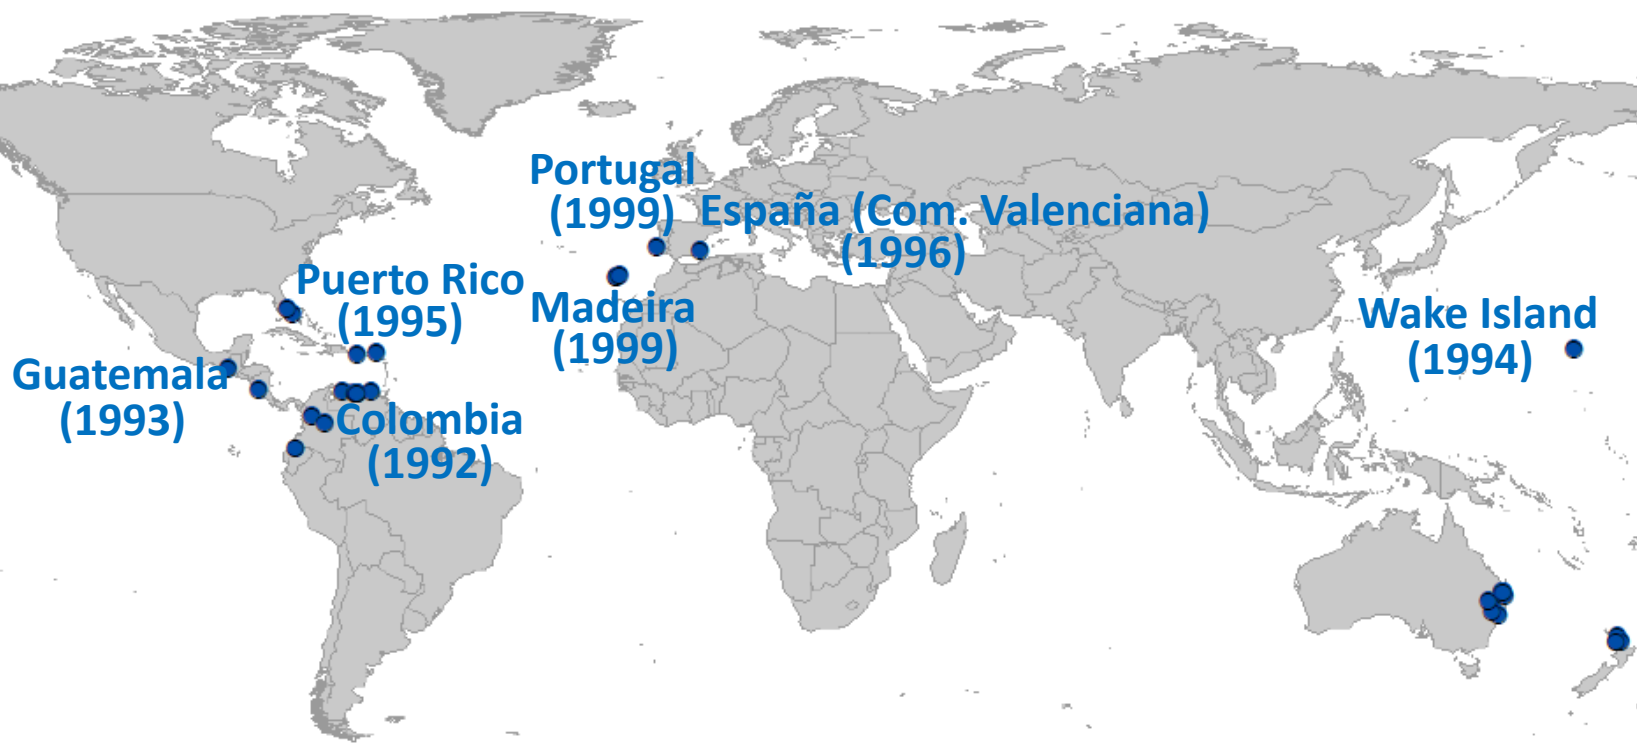 Portugal
(1999)
España (Com. Valenciana)
(1996)
Puerto Rico
(1995)
Madeira
(1999)
Wake Island
(1994)
Guatemala
(1993)
Colombia
(1992)